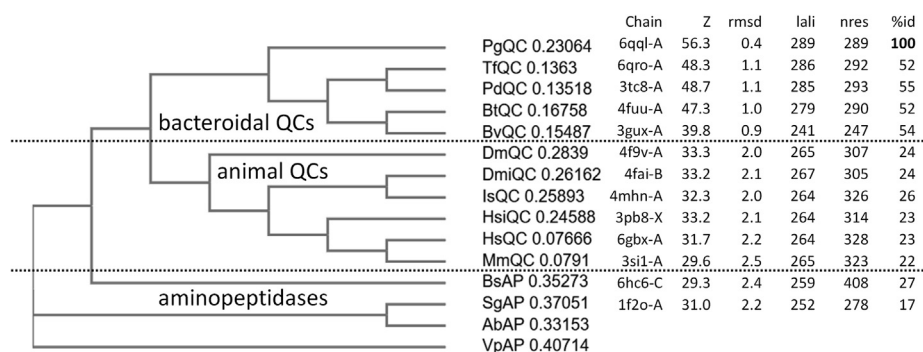 Chain Z rmsd lali nres %id
PgQC 0.23064 6qql-A 56.3 0.4 289 289 100
TfQC 0.1363 6qro-A 48.3 1.1 286 292 52
PdQC 0.13518 3tc8-A 48.7 1.1 285 293 55
BtQC 0.16758 4fuu-A 47.3 1.0 279 290 52
bacteroidal QCs
BvQC 0.15487 3gux-A 39.8 0.9 241 247 54
DmQC 0.2839 4f9v-A 33.3 2.0 265 307 24
animal QCs
DmiQC 0.26162 4fai-B 33.2 2.1 267 305 24
IsQC 0.25893 4mhn-A 32.3 2.0 264 326 26
HsiQC 0.24588 3pb8-X 33.2 2.1 264 314 23
HsQC 0.07666 6gbx-A 31.7 2.2 264 328 23
MmQC 0.0791 3si1-A 29.6 2.5 265 323 22
BsAP 0.35273 6hc6-C 29.3 2.4 259 408 27
aminopeptidases
SgAP 0.37051 1f2o-A 31.0 2.2 252 278 17
AbAP 0.33153
VpAP 0.40714